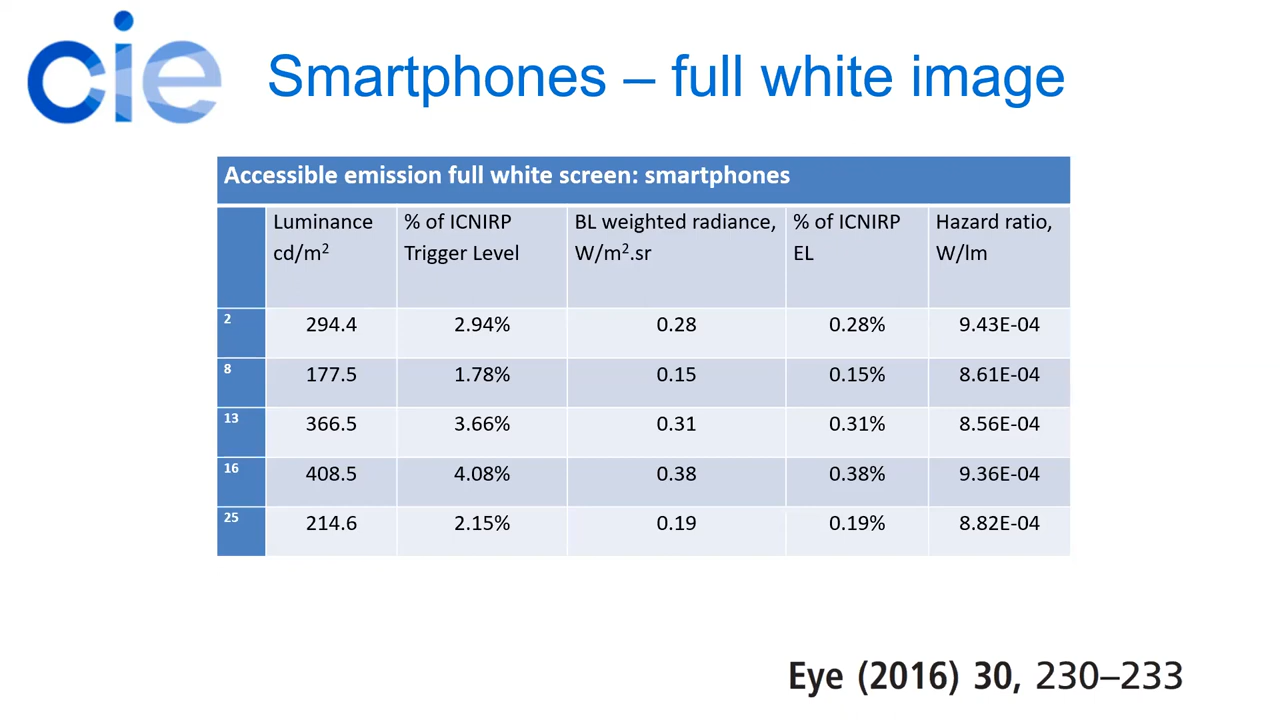 cie
Smartphones – full white image
Accessible emission full white screen: smartphones
Luminance cd/m² % of ICNIRP Trigger Level BL weighted radiance, W/m².sr % of ICNIRP EL Hazard ratio, W/lm
2 294.4 2.94% 0.28 0.28% 9.43E-04
8 177.5 1.78% 0.15 0.15% 8.61E-04
13 366.5 3.66% 0.31 0.31% 8.56E-04
16 408.5 4.08% 0.38 0.38% 9.36E-04
25 214.6 2.15% 0.19 0.19% 8.82E-04
Eye (2016) 30, 230–233